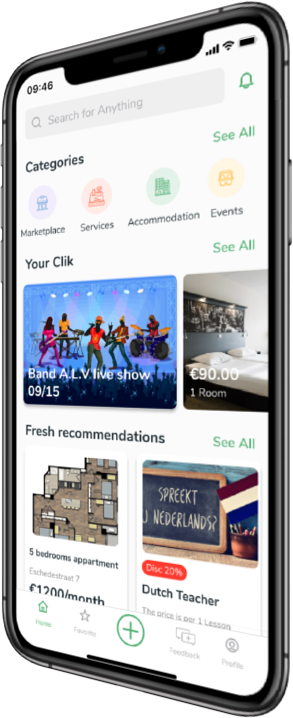 09:46
Search for Anything
See All
Categories
Marketplace
Services
Accommodation
Events
See All
Your Clik
Band A.L.V live show
09/15
€90.00
1 Room
Fresh recommendations
See All
5 bedrooms appartment
Eschedestraat 7
€1200/month
SPREEKT
U NEDERLANDS?
Disc 20%
Dutch Teacher
The price is per 1 Lesson
Home
Favorits
Feedback
Profile